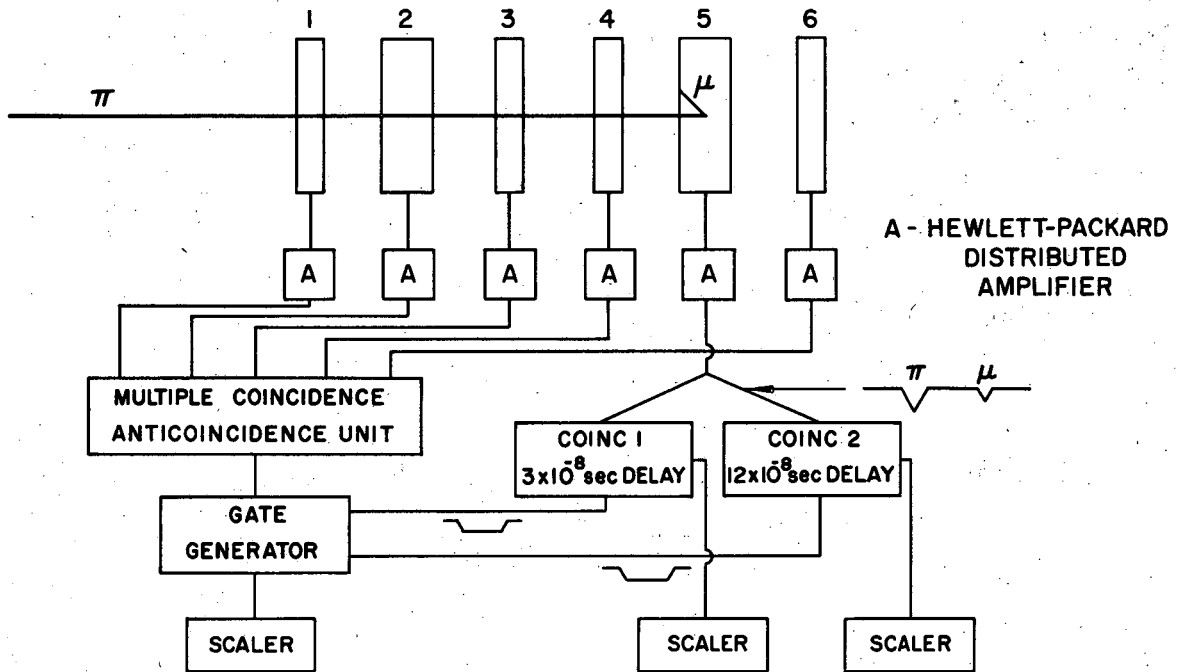 1 2 3 4 5 6
π μ
A A A A A A
A - HEWLETT-PACKARD
DISTRIBUTED
AMPLIFIER
π μ
MULTIPLE COINCIDENCE
ANTICOINCIDENCE UNIT
COINC 1
3x10⁻⁸sec DELAY
COINC 2
12x10⁻⁸sec DELAY
GATE
GENERATOR
SCALER SCALER SCALER